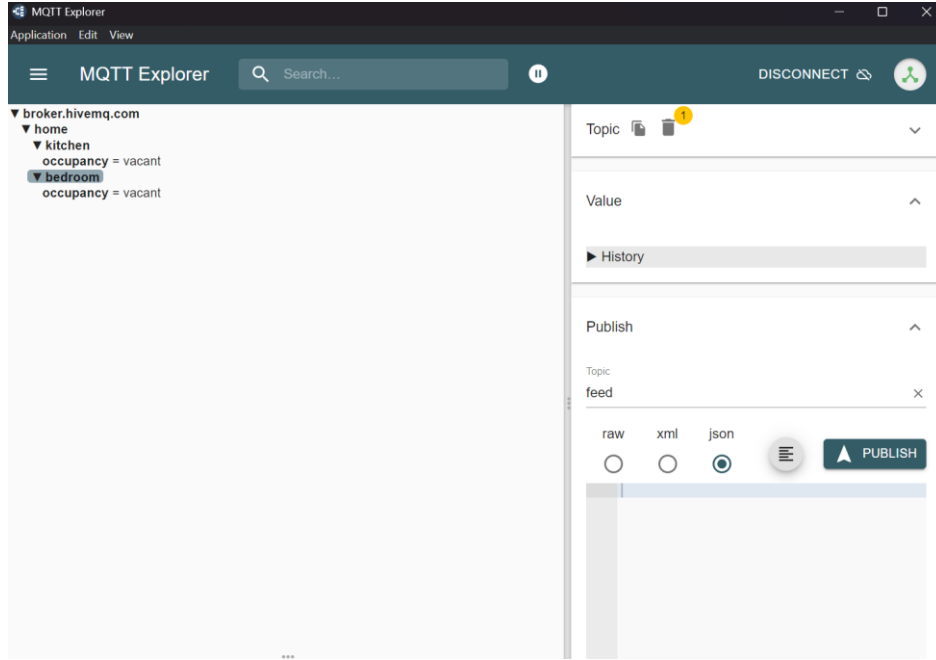 MQTT Explorer
Application Edit View
MQTT Explorer
Search...
DISCONNECT
▼ broker.hivemq.com
▼ home
▼ kitchen
occupancy = vacant
▼ bedroom
occupancy = vacant
Topic
1
Value
▶ History
Publish
Topic
feed
raw xml json
PUBLISH